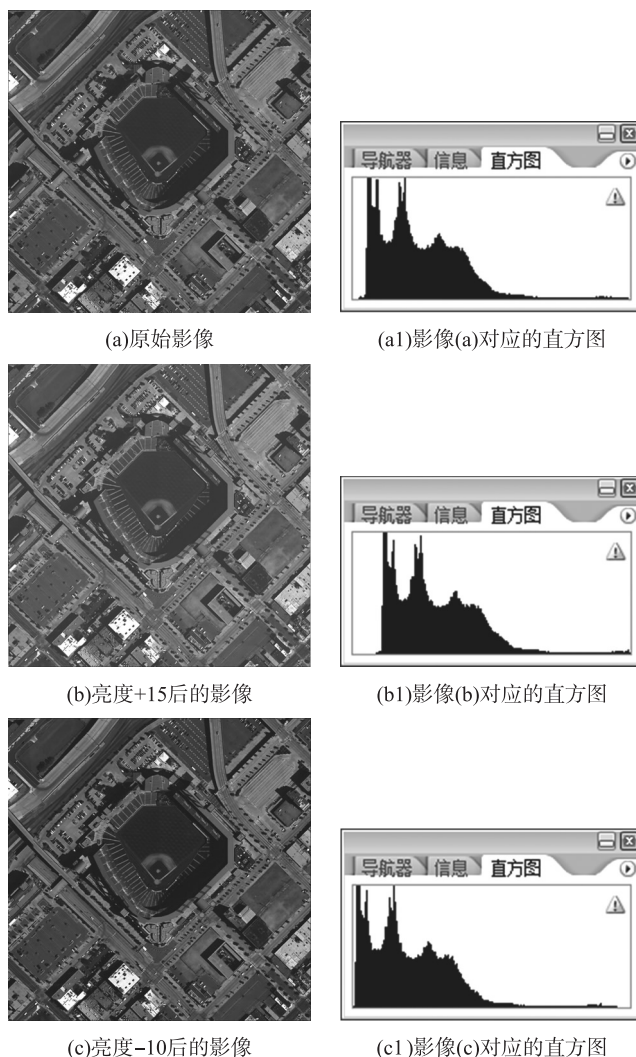 导航器 信息 直方图
(a)原始影像
(a1)影像(a)对应的直方图
导航器 信息 直方图
(b)亮度+15后的影像
(b1)影像(b)对应的直方图
导航器 信息 直方图
(c)亮度−10后的影像
(c1)影像(c)对应的直方图